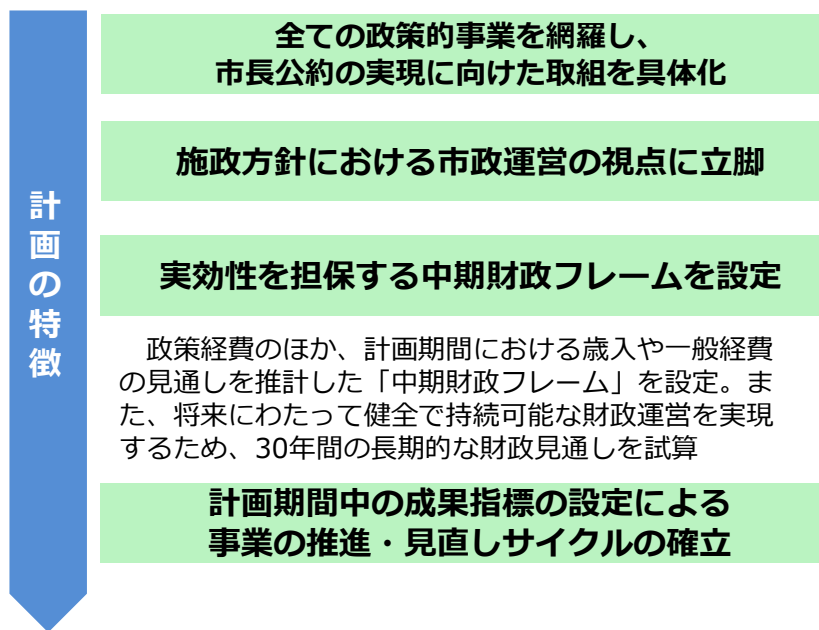 計画の特徴
全ての政策的事業を網羅し、
市長公約の実現に向けた取組を具体化
施政方針における市政運営の視点に立脚
実効性を担保する中期財政フレームを設定
　政策経費のほか、計画期間における歳入や一般経費
の見通しを推計した「中期財政フレーム」を設定。ま
た、将来にわたって健全で持続可能な財政運営を実現
するため、30年間の長期的な財政見通しを試算
計画期間中の成果指標の設定による
事業の推進・見直しサイクルの確立